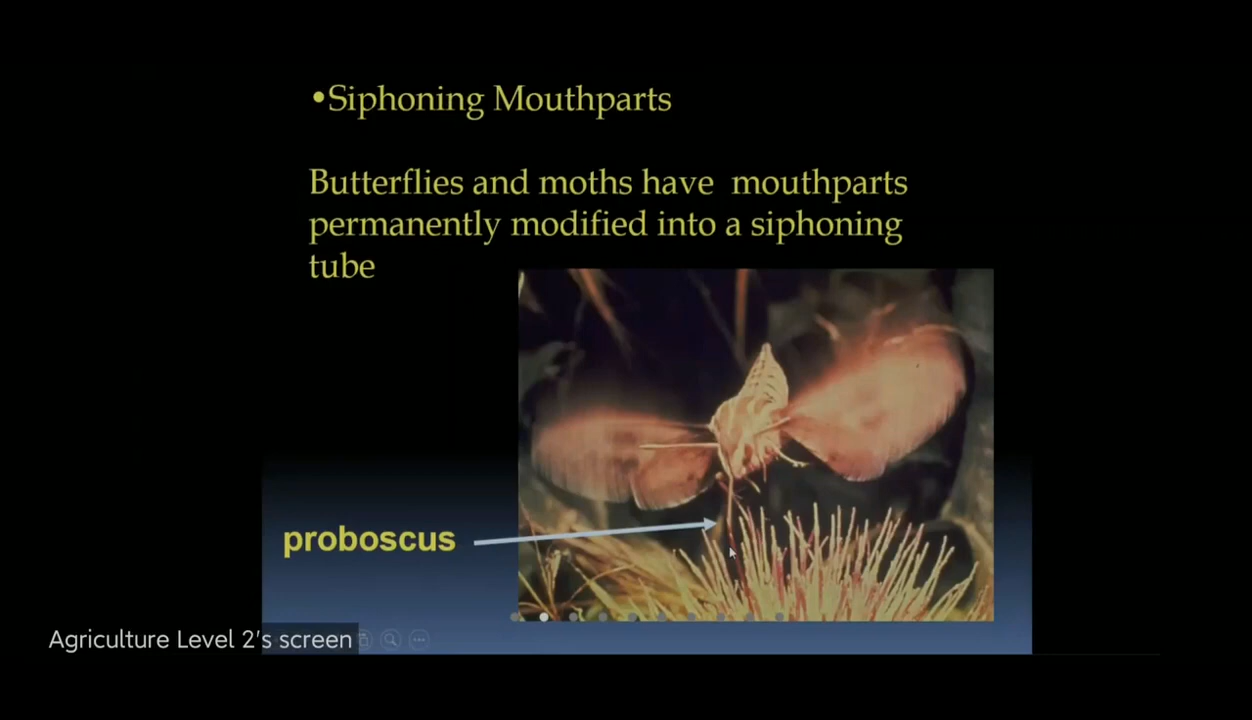 •Siphoning Mouthparts
Butterflies and moths have mouthparts
permanently modified into a siphoning
tube
proboscus
Agriculture Level 2's screen